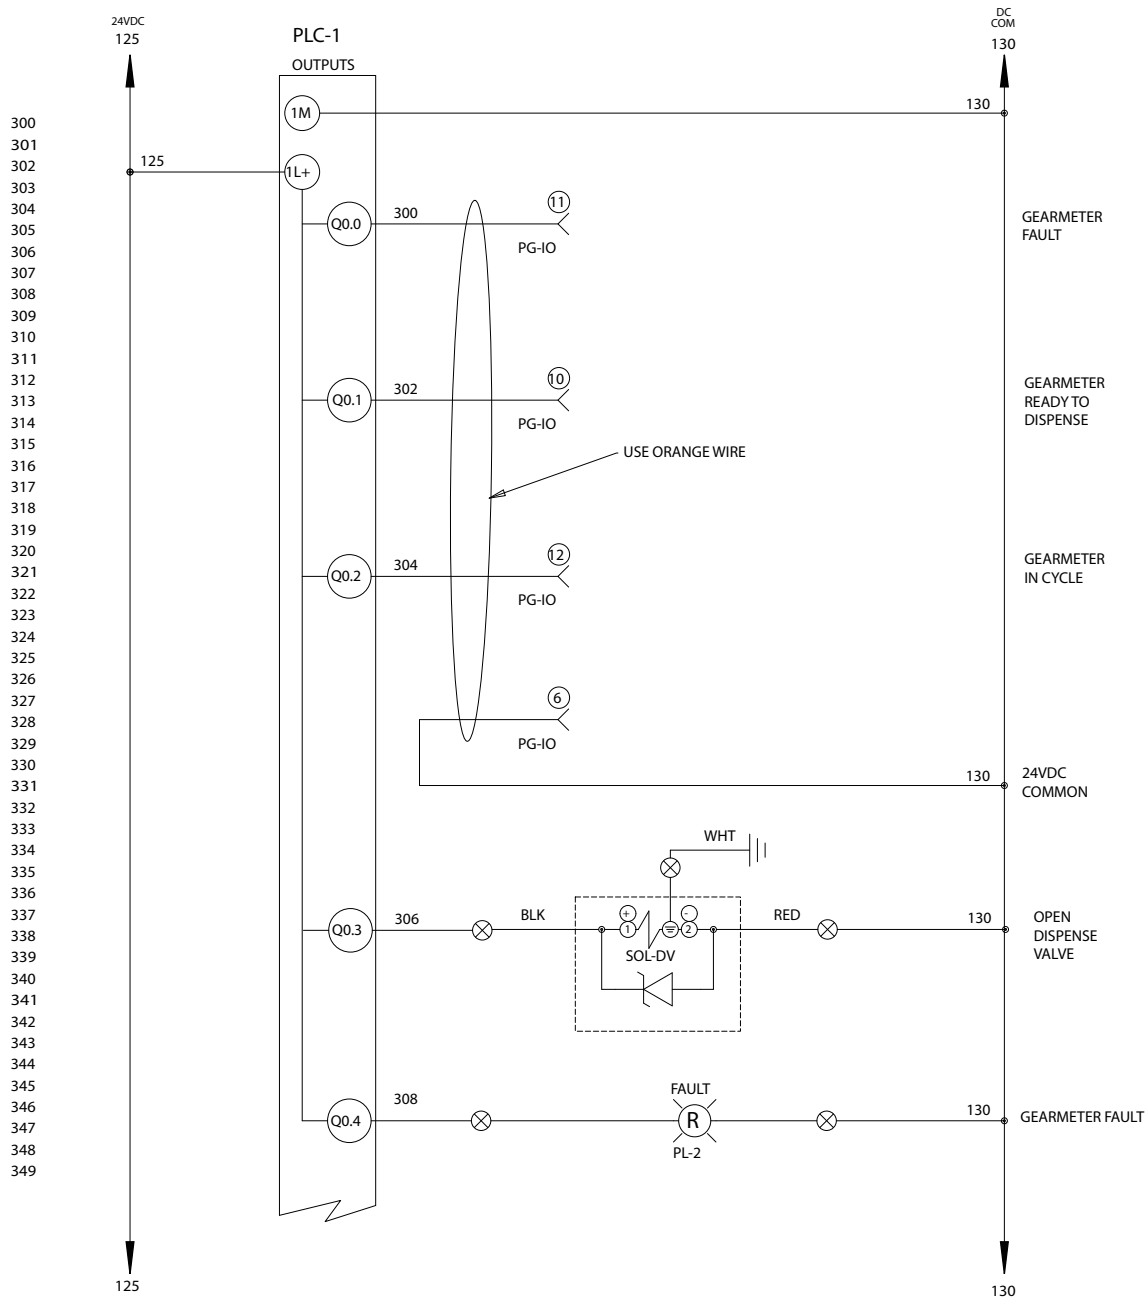 24VDC
125
PLC-1
OUTPUTS
DC
COM
130
300
301
302
303
304
305
306
307
308
309
310
311
312
313
314
315
316
317
318
319
320
321
322
323
324
325
326
327
328
329
330
331
332
333
334
335
336
337
338
339
340
341
342
343
344
345
346
347
348
349
1M
130
125
1L+
Q0.0
300
11
PG-IO
GEARMETER
FAULT
Q0.1
302
10
PG-IO
GEARMETER
READY TO
DISPENSE
USE ORANGE WIRE
Q0.2
304
12
PG-IO
GEARMETER
IN CYCLE
6
PG-IO
130
24VDC
COMMON
WHT
Q0.3
306
BLK
+
1
-
2
SOL-DV
RED
130
OPEN
DISPENSE
VALVE
Q0.4
308
FAULT
R
PL-2
130
GEARMETER FAULT
125
130